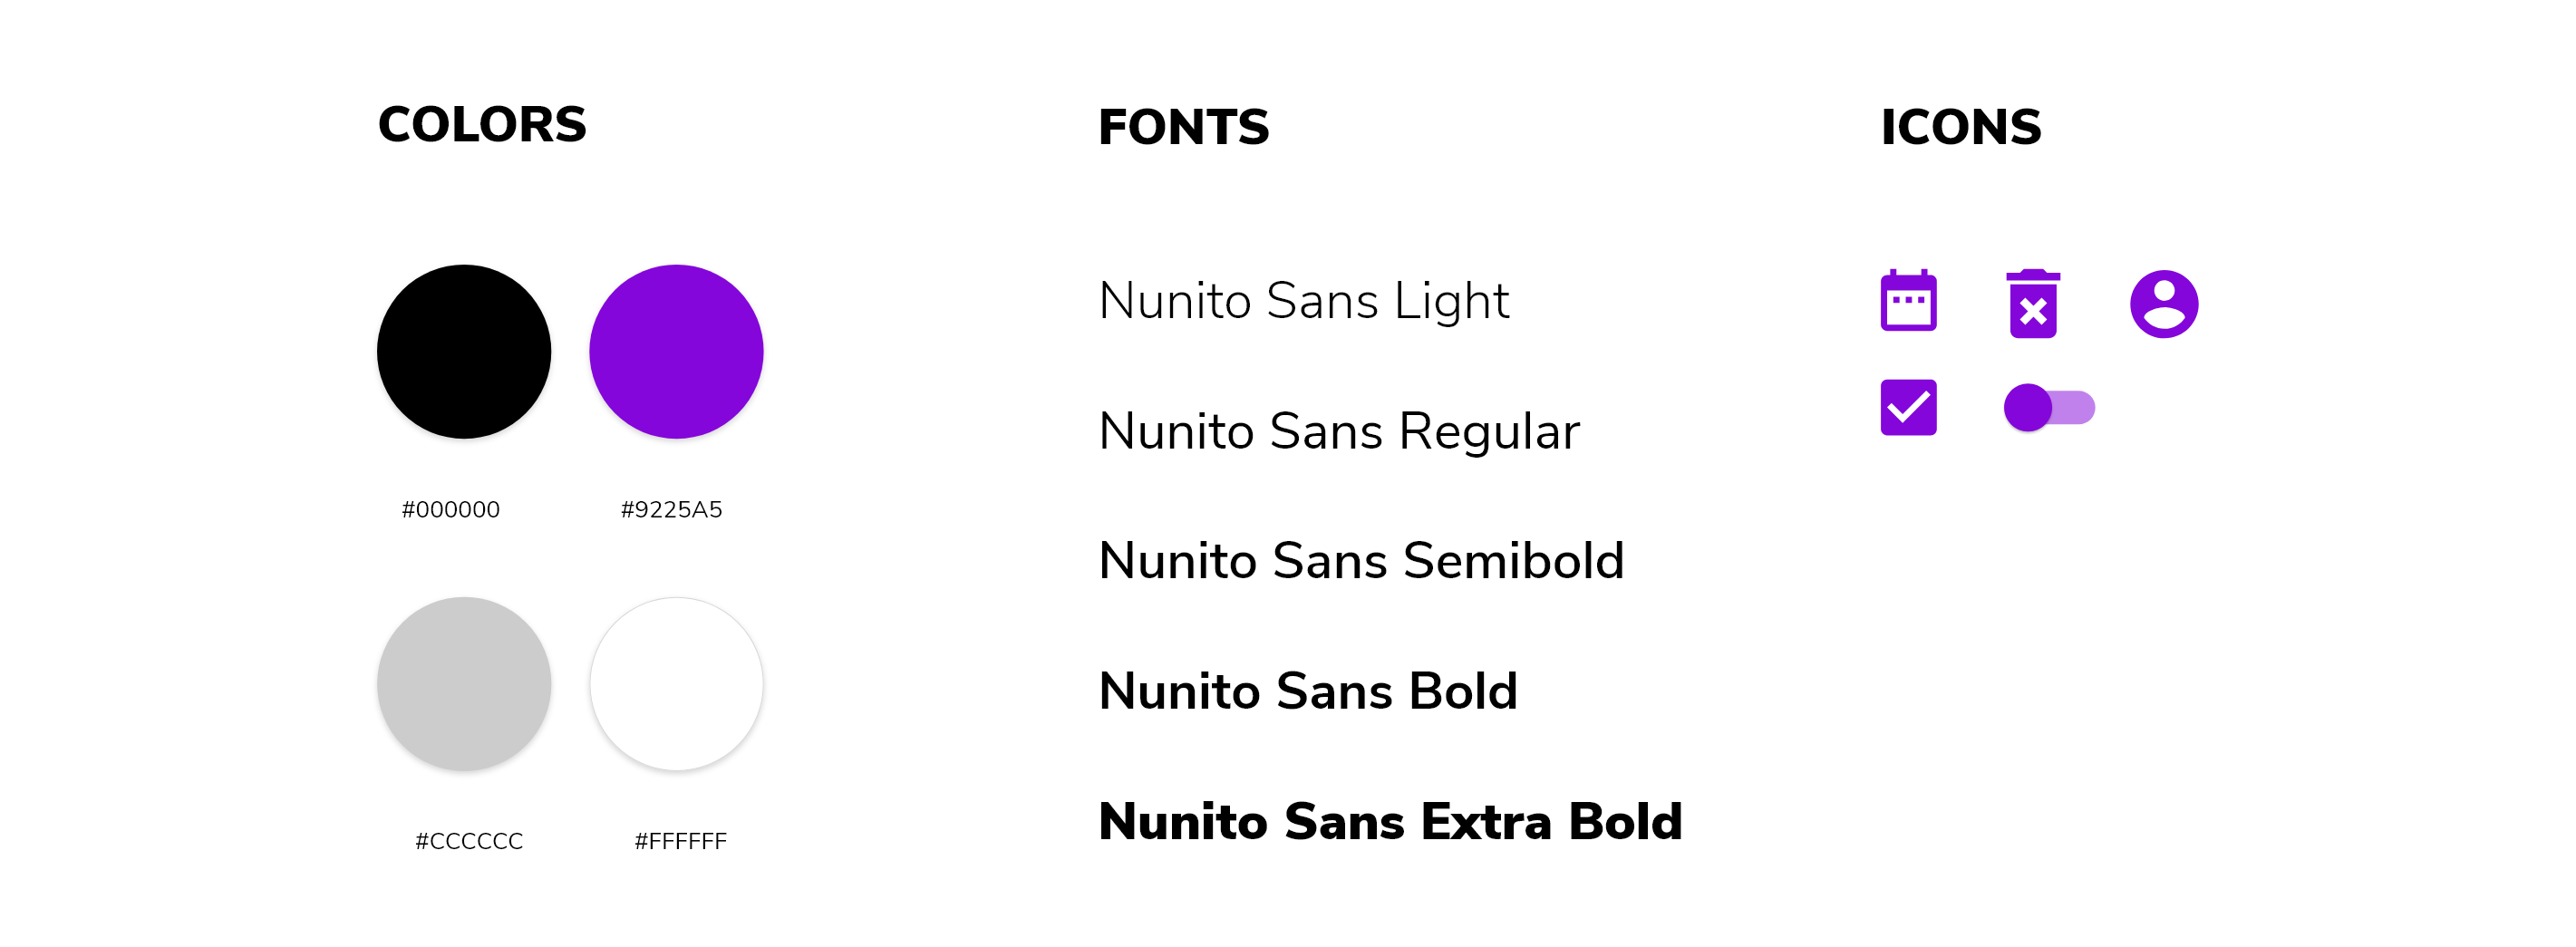 COLORS
#000000
#9225A5
#CCCCCC
#FFFFFF
FONTS
Nunito Sans Light
Nunito Sans Regular
Nunito Sans Semibold
Nunito Sans Bold
Nunito Sans Extra Bold
ICONS